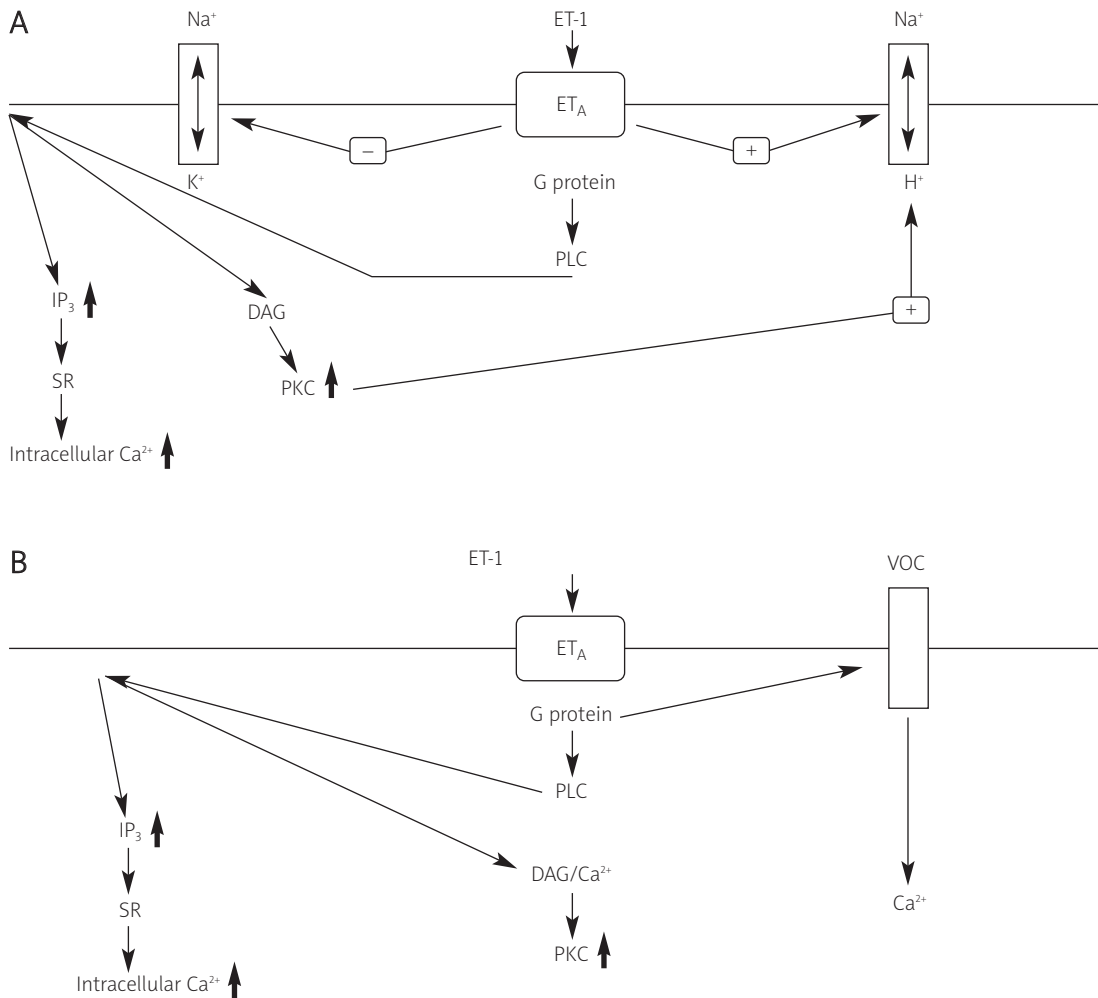 A
Na⁺
ET-1
Na⁺
ET_A
−
+
K⁺
G protein
H⁺
PLC
IP₃
DAG
+
SR
PKC
Intracellular Ca²⁺
B
ET-1
VOC
ET_A
G protein
PLC
IP₃
DAG/Ca²⁺
SR
Ca²⁺
PKC
Intracellular Ca²⁺